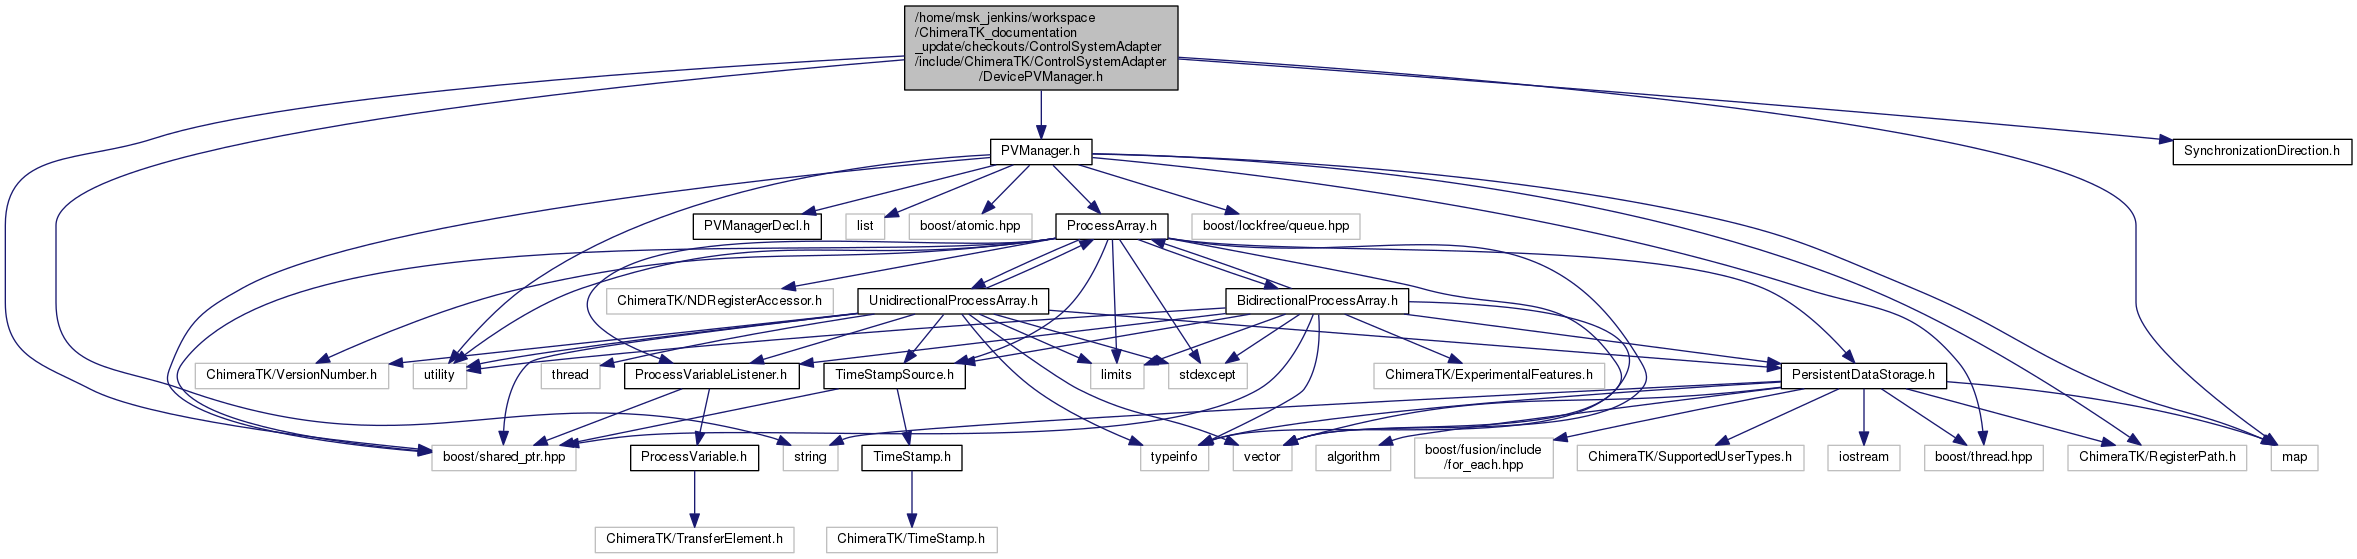 /home/msk_jenkins/workspace
/ChimeraTK_documentation
_update/checkouts/ControlSystemAdapter
/include/ChimeraTK/ControlSystemAdapter
/DevicePVManager.h
PVManager.h
SynchronizationDirection.h
PVManagerDecl.h
list
boost/atomic.hpp
ProcessArray.h
boost/lockfree/queue.hpp
ChimeraTK/NDRegisterAccessor.h
UnidirectionalProcessArray.h
BidirectionalProcessArray.h
ChimeraTK/VersionNumber.h
utility
thread
ProcessVariableListener.h
TimeStampSource.h
limits
stdexcept
ChimeraTK/ExperimentalFeatures.h
PersistentDataStorage.h
boost/shared_ptr.hpp
ProcessVariable.h
string
TimeStamp.h
typeinfo
vector
algorithm
boost/fusion/include
/for_each.hpp
ChimeraTK/SupportedUserTypes.h
iostream
boost/thread.hpp
ChimeraTK/RegisterPath.h
map
ChimeraTK/TransferElement.h
ChimeraTK/TimeStamp.h